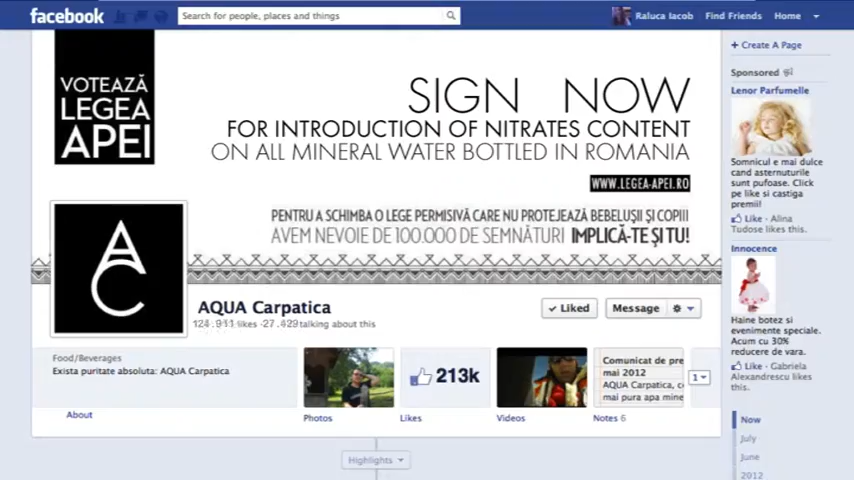 facebook
Search for people, places and things
Raluca Iacob
Find Friends
Home
VOTEAZĂ
LEGEA
APEI
SIGN NOW
FOR INTRODUCTION OF NITRATES CONTENT
ON ALL MINERAL WATER BOTTLED IN ROMANIA
WWW.LEGEA-APEI.RO
PENTRU A SCHIMBA O LEGE PERMISIVĂ CARE NU PROTEJEAZĂ BEBELUȘII ȘI COPIII
AVEM NEVOIE DE 100.000 DE SEMNĂTURI IMPLICĂ-TE ȘI TU!
AC
AQUA Carpatica
likes · talking about this
Liked
Message
Food/Beverages
Exista puritate absoluta: AQUA Carpatica
About
Photos
213k
Likes
Videos
Comunicat de pre
mai 2012
AQUA Carpatica, c
mai pura apa mine
Notes 6
1
Highlights
+ Create A Page
Sponsored
Lenor Parfumelle
Somnicul e mai dulce
cand asternuturile
sunt pufoase. Click
pe like si castiga
premii!
Like · Alina
Tudose likes this.
Innocence
Haine botez si
evenimente speciale.
Acum cu 30%
reducere de vara.
Like · Gabriela
Alexandrescu likes
this.
Now
July
June
2012